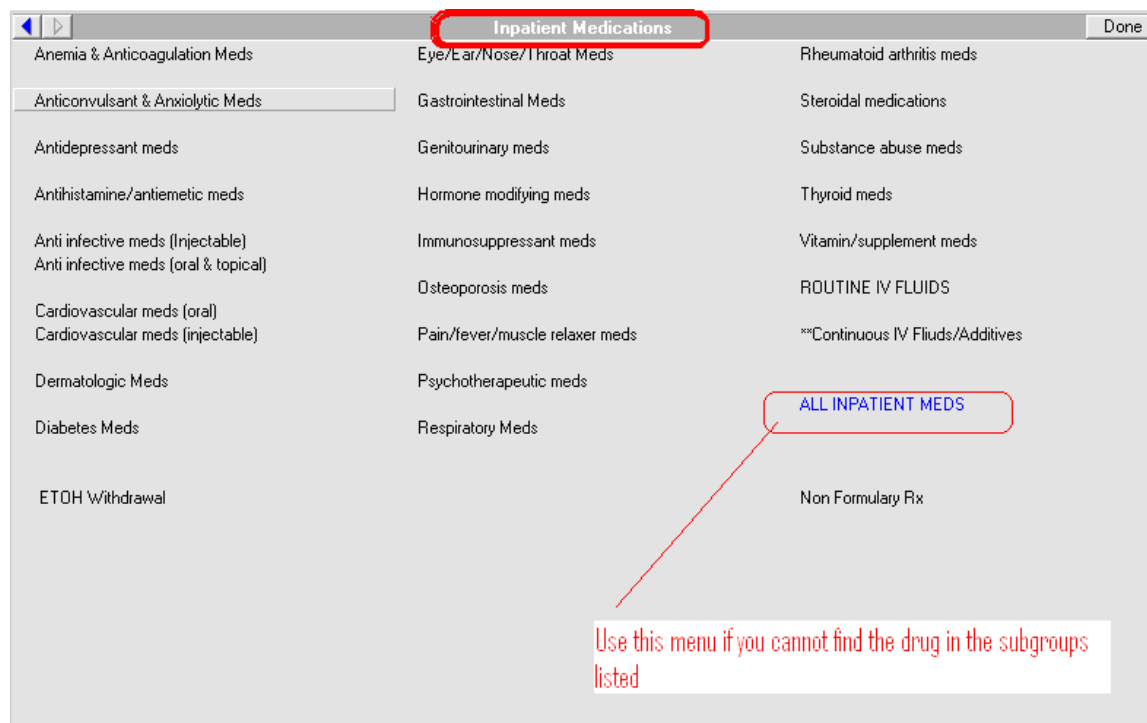 Inpatient Medications
Done
Anemia & Anticoagulation Meds
Anticonvulsant & Anxiolytic Meds
Antidepressant meds
Antihistamine/antiemetic meds
Anti infective meds (Injectable)
Anti infective meds (oral & topical)
Cardiovascular meds (oral)
Cardiovascular meds (injectable)
Dermatologic Meds
Diabetes Meds
ETOH Withdrawal
Eye/Ear/Nose/Throat Meds
Gastrointestinal Meds
Genitourinary meds
Hormone modifying meds
Immunosuppressant meds
Osteoporosis meds
Pain/fever/muscle relaxer meds
Psychotherapeutic meds
Respiratory Meds
Rheumatoid arthritis meds
Steroidal medications
Substance abuse meds
Thyroid meds
Vitamin/supplement meds
ROUTINE IV FLUIDS
**Continuous IV Fliuds/Additives
ALL INPATIENT MEDS
Non Formulary Rx
Use this menu if you cannot find the drug in the subgroups
listed